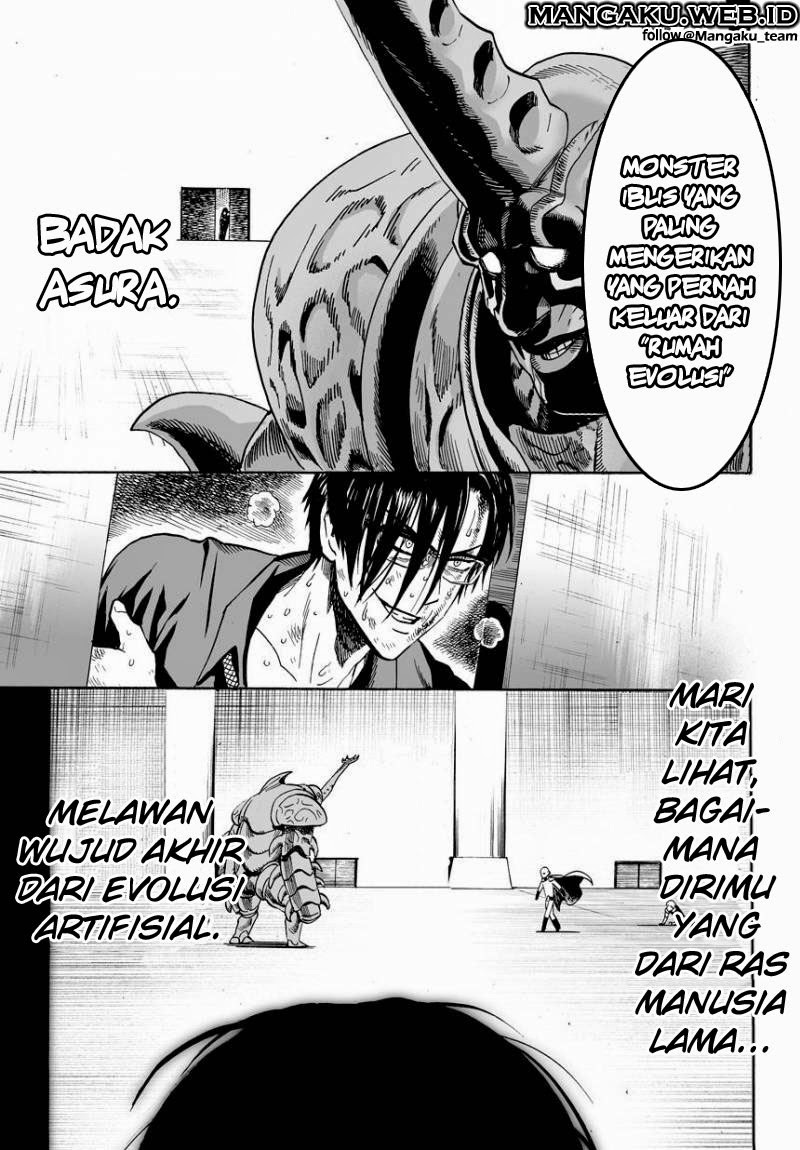 MANGAKU.WEB.ID
follow @Mangaku_team
MONSTER
IBLIS YANG
PALING
MENGERIKAN
YANG PERNAH
KELUAR DARI
"RUMAH
EVOLUSI"
BADAK
ASURA.
MARI
KITA
LIHAT,
BAGAI-
MANA
DIRIMU
YANG
DARI RAS
MANUSIA
LAMA...
MELAWAN
WUJUD AKHIR
DARI EVOLUSI
ARTIFISIAL.